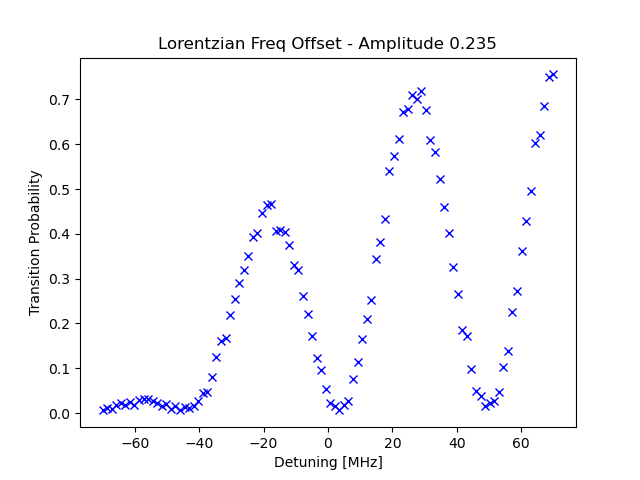 Lorentzian Freq Offset - Amplitude 0.235
Transition Probability
0.7
0.6
0.5
0.4
0.3
0.2
0.1
0.0
−60 −40 −20 0 20 40 60
Detuning [MHz]